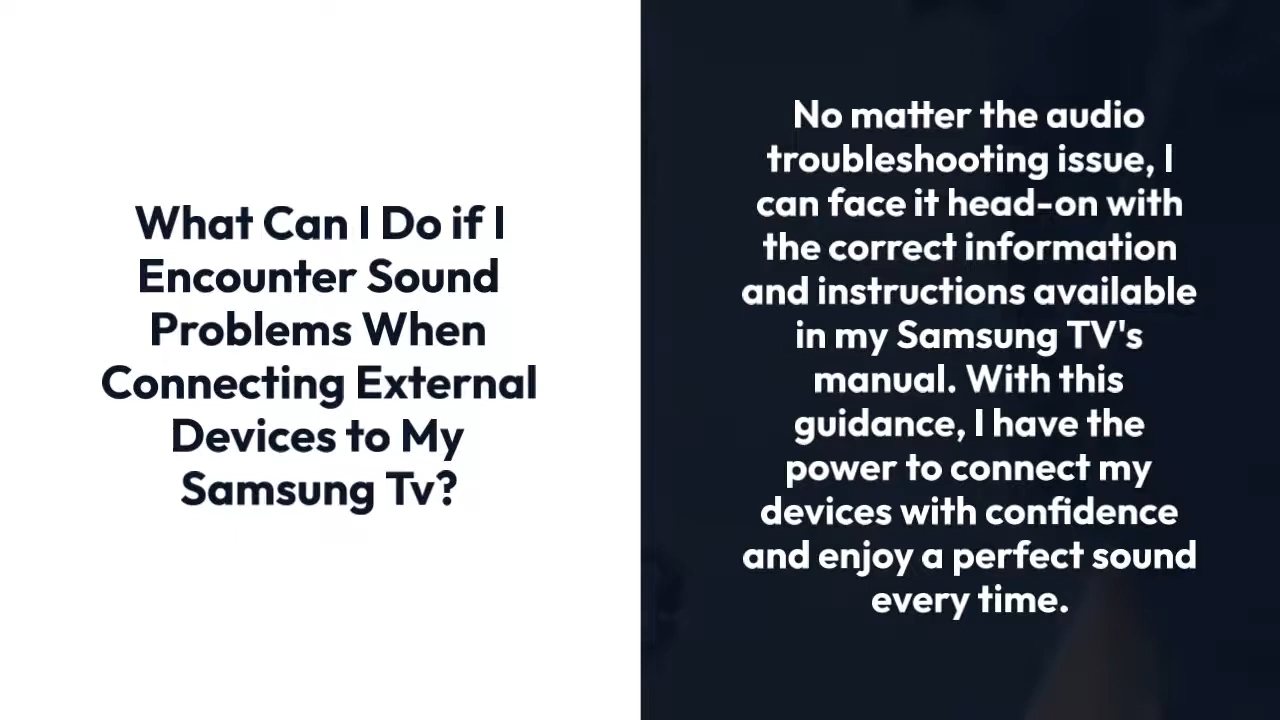 What Can I Do if I
Encounter Sound
Problems When
Connecting External
Devices to My
Samsung Tv?
No matter the audio
troubleshooting issue, I
can face it head-on with
the correct information
and instructions available
in my Samsung TV's
manual. With this
guidance, I have the
power to connect my
devices with confidence
and enjoy a perfect sound
every time.